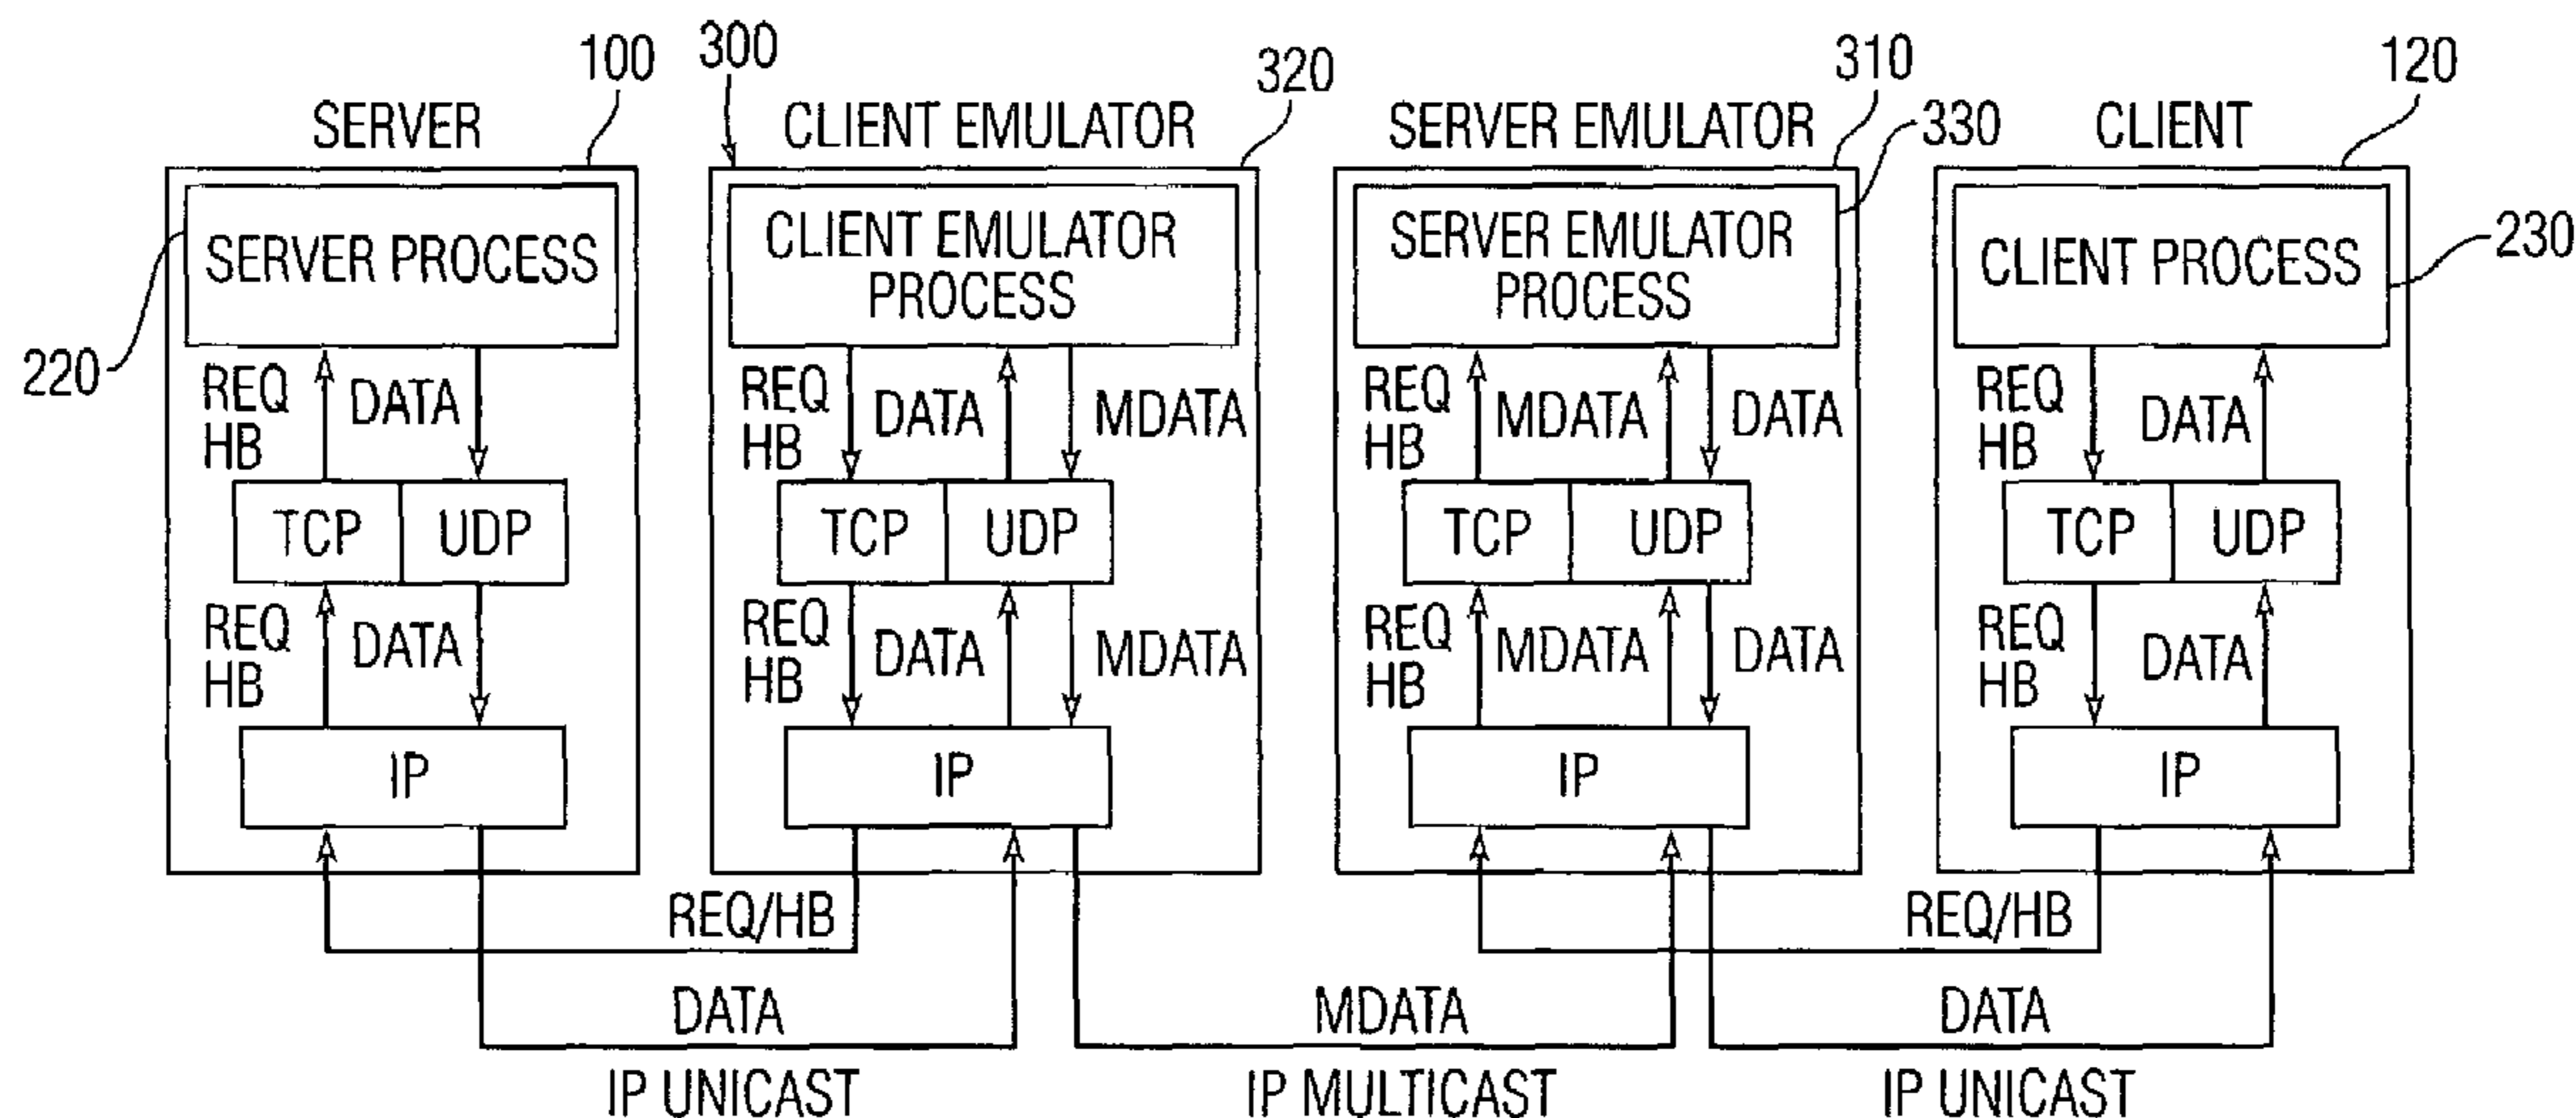 100
300
320
310
120
SERVER
CLIENT EMULATOR
SERVER EMULATOR
330
CLIENT
SERVER PROCESS
CLIENT EMULATOR
PROCESS
SERVER EMULATOR
PROCESS
CLIENT PROCESS
230
220
REQ
HB
DATA
REQ
HB
DATA
MDATA
REQ
HB
MDATA
DATA
REQ
HB
DATA
TCP
UDP
TCP
UDP
TCP
UDP
TCP
UDP
REQ
HB
DATA
REQ
HB
DATA
MDATA
REQ
HB
MDATA
DATA
REQ
HB
DATA
IP
IP
IP
IP
REQ/HB
REQ/HB
DATA
MDATA
DATA
IP UNICAST
IP MULTICAST
IP UNICAST